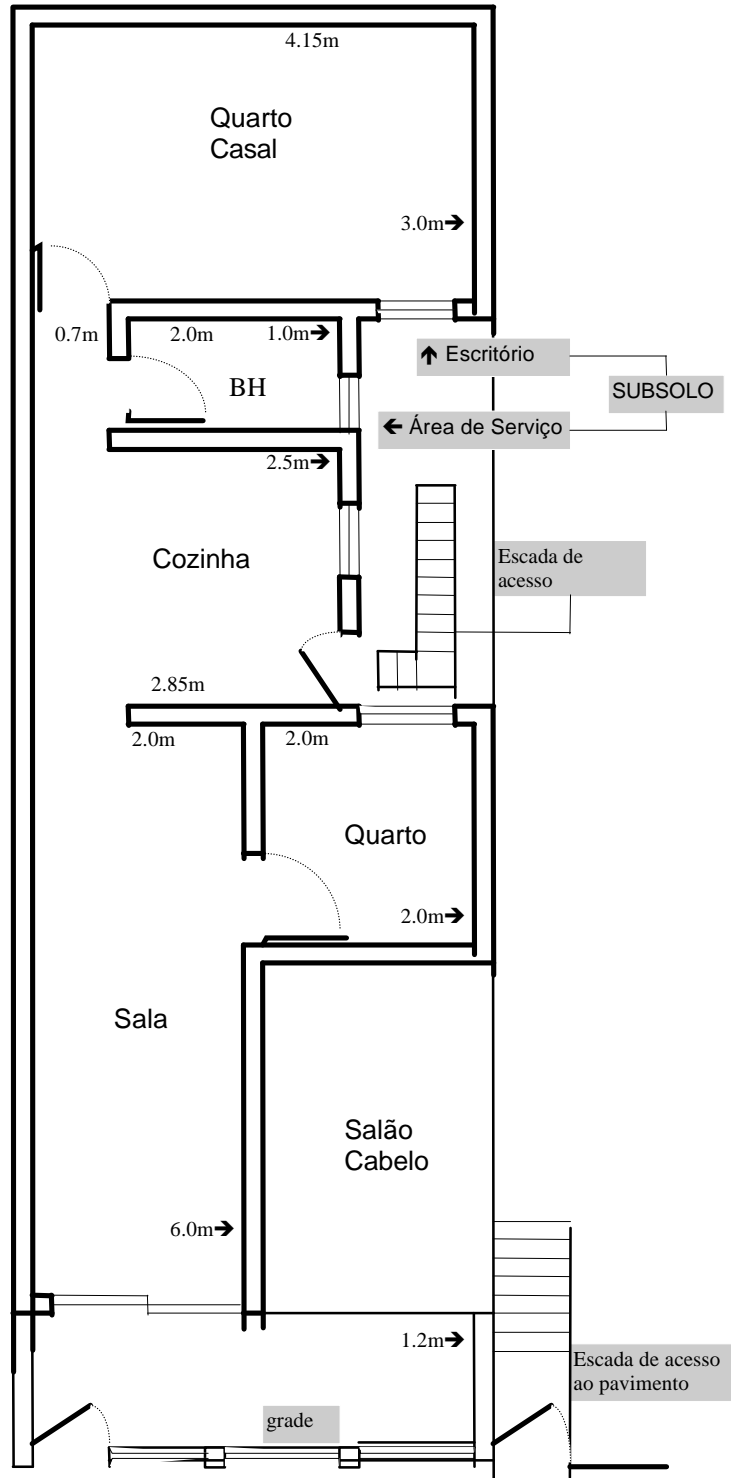 4.15m
Quarto
Casal
3.0m➔
0.7m
2.0m
1.0m➔
BH
🡹 Escritório
SUBSOLO
🡸 Área de Serviço
2.5m➔
Cozinha
Escada de
acesso
2.85m
2.0m
2.0m
Quarto
2.0m➔
Sala
Salão
Cabelo
6.0m➔
1.2m➔
Escada de acesso
ao pavimento
grade